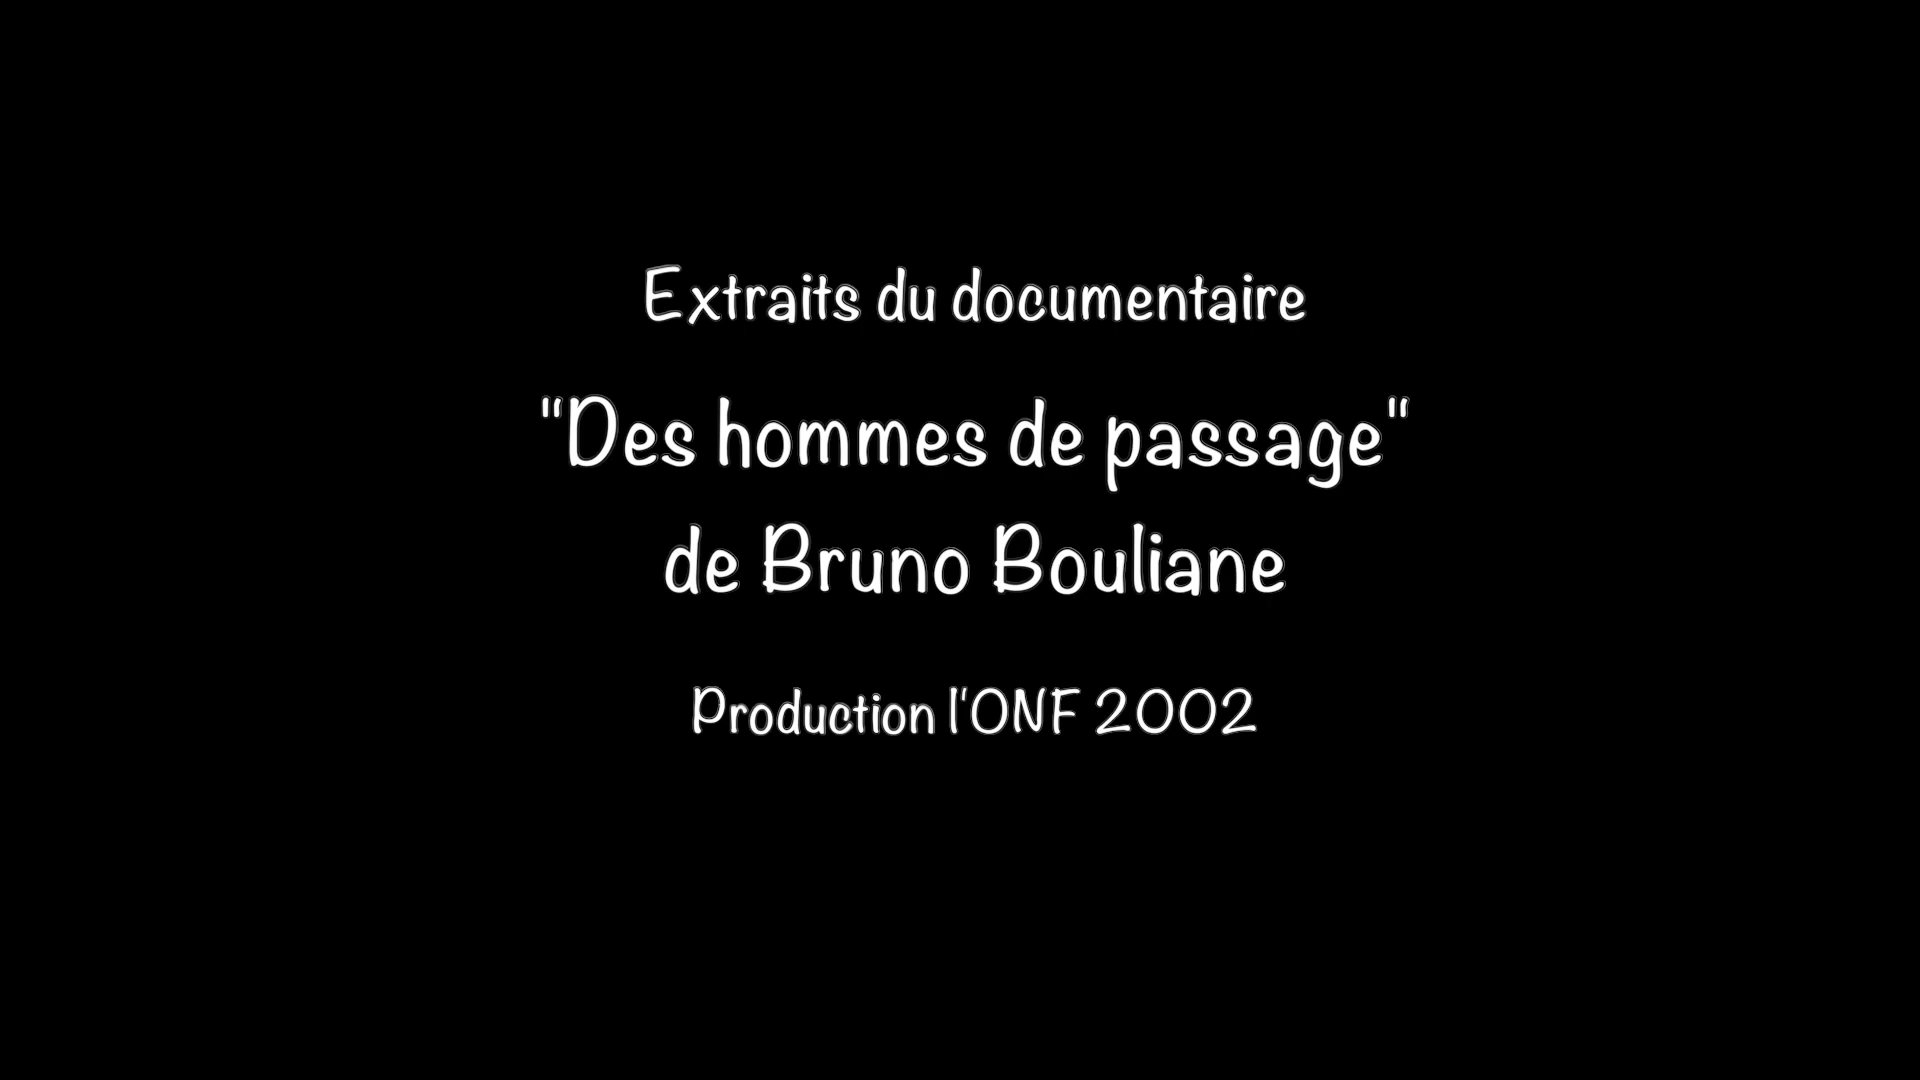 Extraits du documentaire
"Des hommes de passage"
de Bruno Bouliane
Production l'ONF 2002